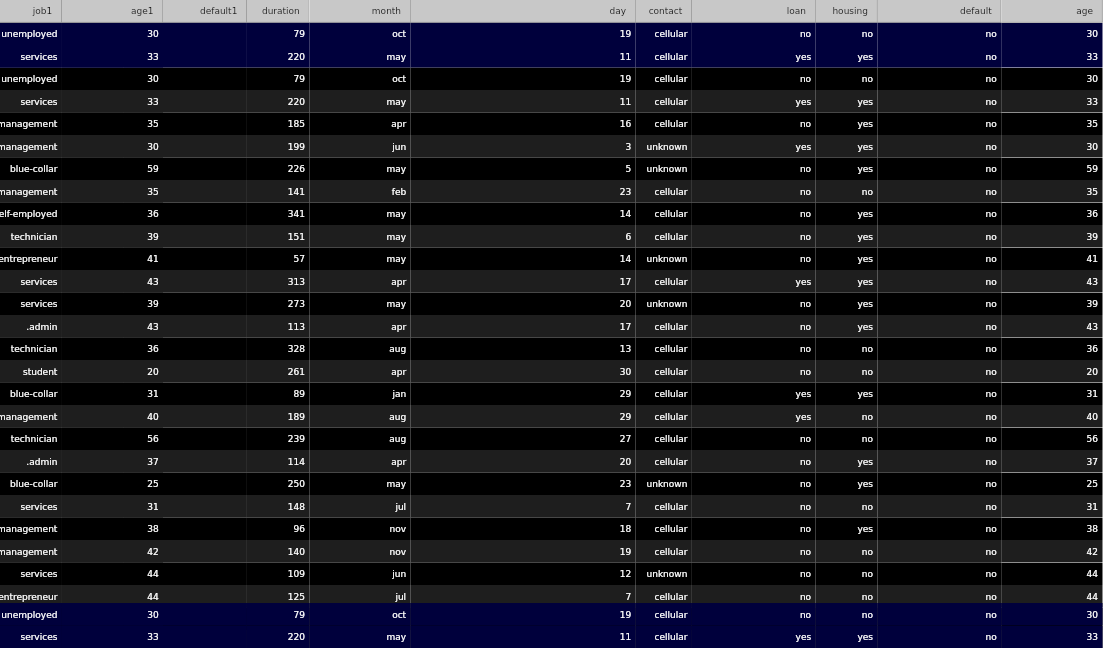 job1 age1 default1 duration month day contact loan housing default age
unemployed 30 79 oct 19 cellular no no no 30
services 33 220 may 11 cellular yes yes no 33
unemployed 30 79 oct 19 cellular no no no 30
services 33 220 may 11 cellular yes yes no 33
management 35 185 apr 16 cellular no yes no 35
management 30 199 jun 3 unknown yes yes no 30
blue-collar 59 226 may 5 unknown no yes no 59
management 35 141 feb 23 cellular no no no 35
elf-employed 36 341 may 14 cellular no yes no 36
technician 39 151 may 6 cellular no yes no 39
entrepreneur 41 57 may 14 unknown no yes no 41
services 43 313 apr 17 cellular yes yes no 43
services 39 273 may 20 unknown no yes no 39
.admin 43 113 apr 17 cellular no yes no 43
technician 36 328 aug 13 cellular no no no 36
student 20 261 apr 30 cellular no no no 20
blue-collar 31 89 jan 29 cellular yes yes no 31
management 40 189 aug 29 cellular yes no no 40
technician 56 239 aug 27 cellular no no no 56
.admin 37 114 apr 20 cellular no yes no 37
blue-collar 25 250 may 23 unknown no yes no 25
services 31 148 jul 7 cellular no no no 31
management 38 96 nov 18 cellular no yes no 38
management 42 140 nov 19 cellular no no no 42
services 44 109 jun 12 unknown no no no 44
entrepreneur 44 125 jul 7 cellular no no no 44
unemployed 30 79 oct 19 cellular no no no 30
services 33 220 may 11 cellular yes yes no 33